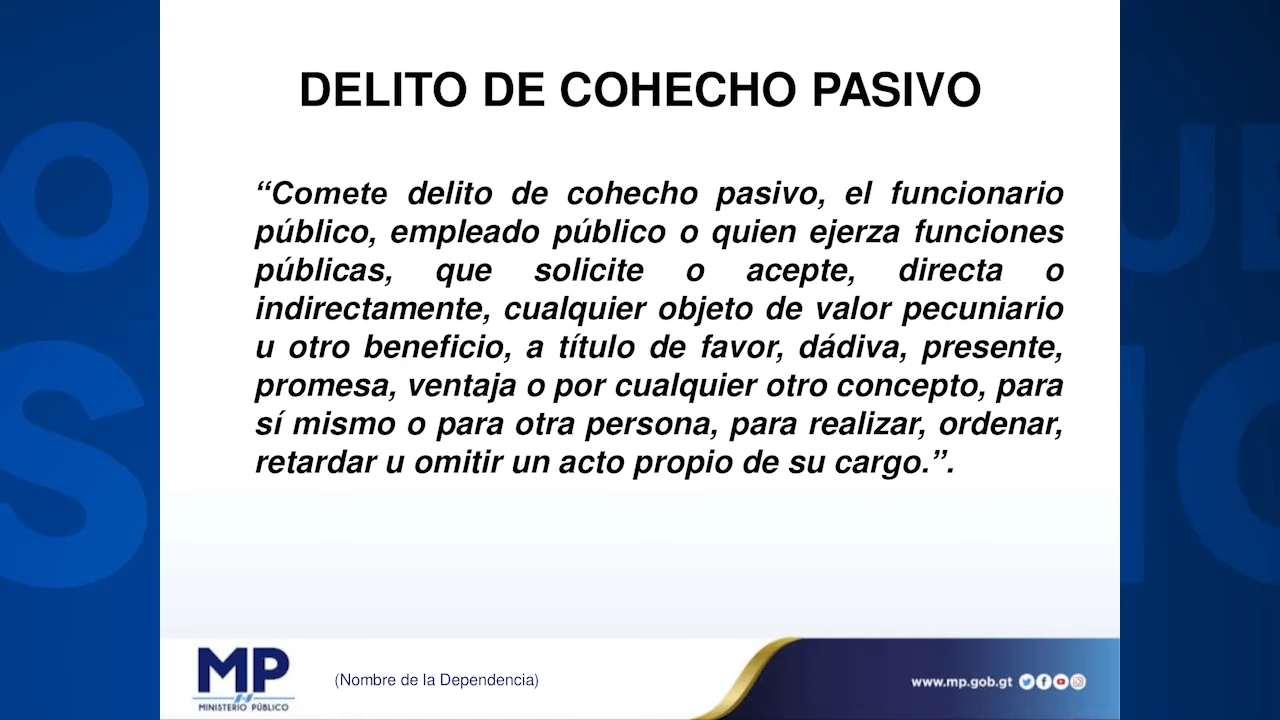 DELITO DE COHECHO PASIVO
“Comete delito de cohecho pasivo, el funcionario
público, empleado público o quien ejerza funciones
públicas, que solicite o acepte, directa o
indirectamente, cualquier objeto de valor pecuniario
u otro beneficio, a título de favor, dádiva, presente,
promesa, ventaja o por cualquier otro concepto, para
sí mismo o para otra persona, para realizar, ordenar,
retardar u omitir un acto propio de su cargo.”.
MP
MINISTERIO PÚBLICO
(Nombre de la Dependencia)
www.mp.gob.gt